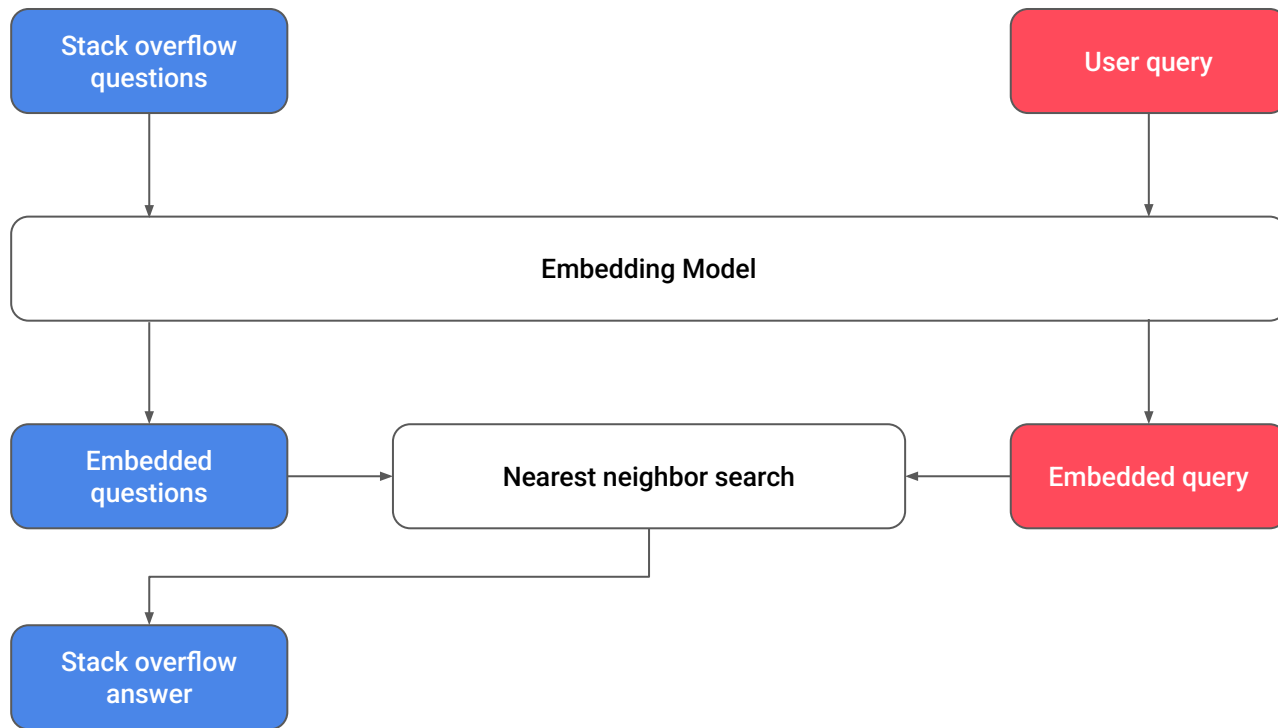 Stack overflow
questions
User query
Embedding Model
Embedded
questions
Nearest neighbor search
Embedded query
Stack overflow
answer